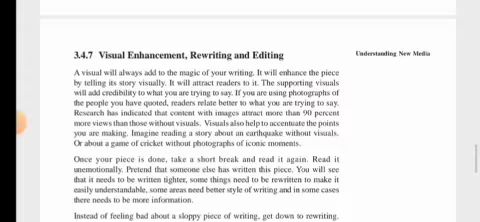 3.4.7 Visual Enhancement, Rewriting and Editing
Understanding New Media
A visual will always add to the magic of your writing. It will enhance the piece
by telling its story visually. It will attract readers to it. The supporting visuals
will add credibility to what you are trying to say. If you are using photographs of
the people you have quoted, readers relate better to what you are trying to say.
Research has indicated that content with images attract more than 90 percent
more views than those without visuals. Visuals also help to accentuate the points
you are making. Imagine reading a story about an earthquake without visuals.
Or about a game of cricket without photographs of iconic moments.
Once your piece is done, take a short break and read it again. Read it
unemotionally. Pretend that someone else has written this piece. You will see
that it needs to be written tighter, some things need to be rewritten to make it
easily understandable, some areas need better style of writing and in some cases
there needs to be more information.
Instead of feeling bad about a sloppy piece of writing, get down to rewriting.